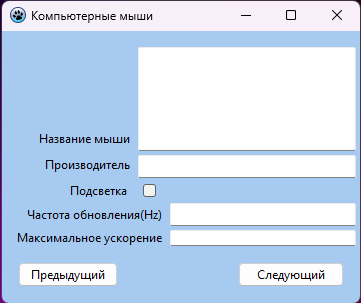 Компьютерные мыши
Название мыши
Производитель
Подсветка
Частота обновления(Hz)
Максимальное ускорение
Предыдущий Следующий